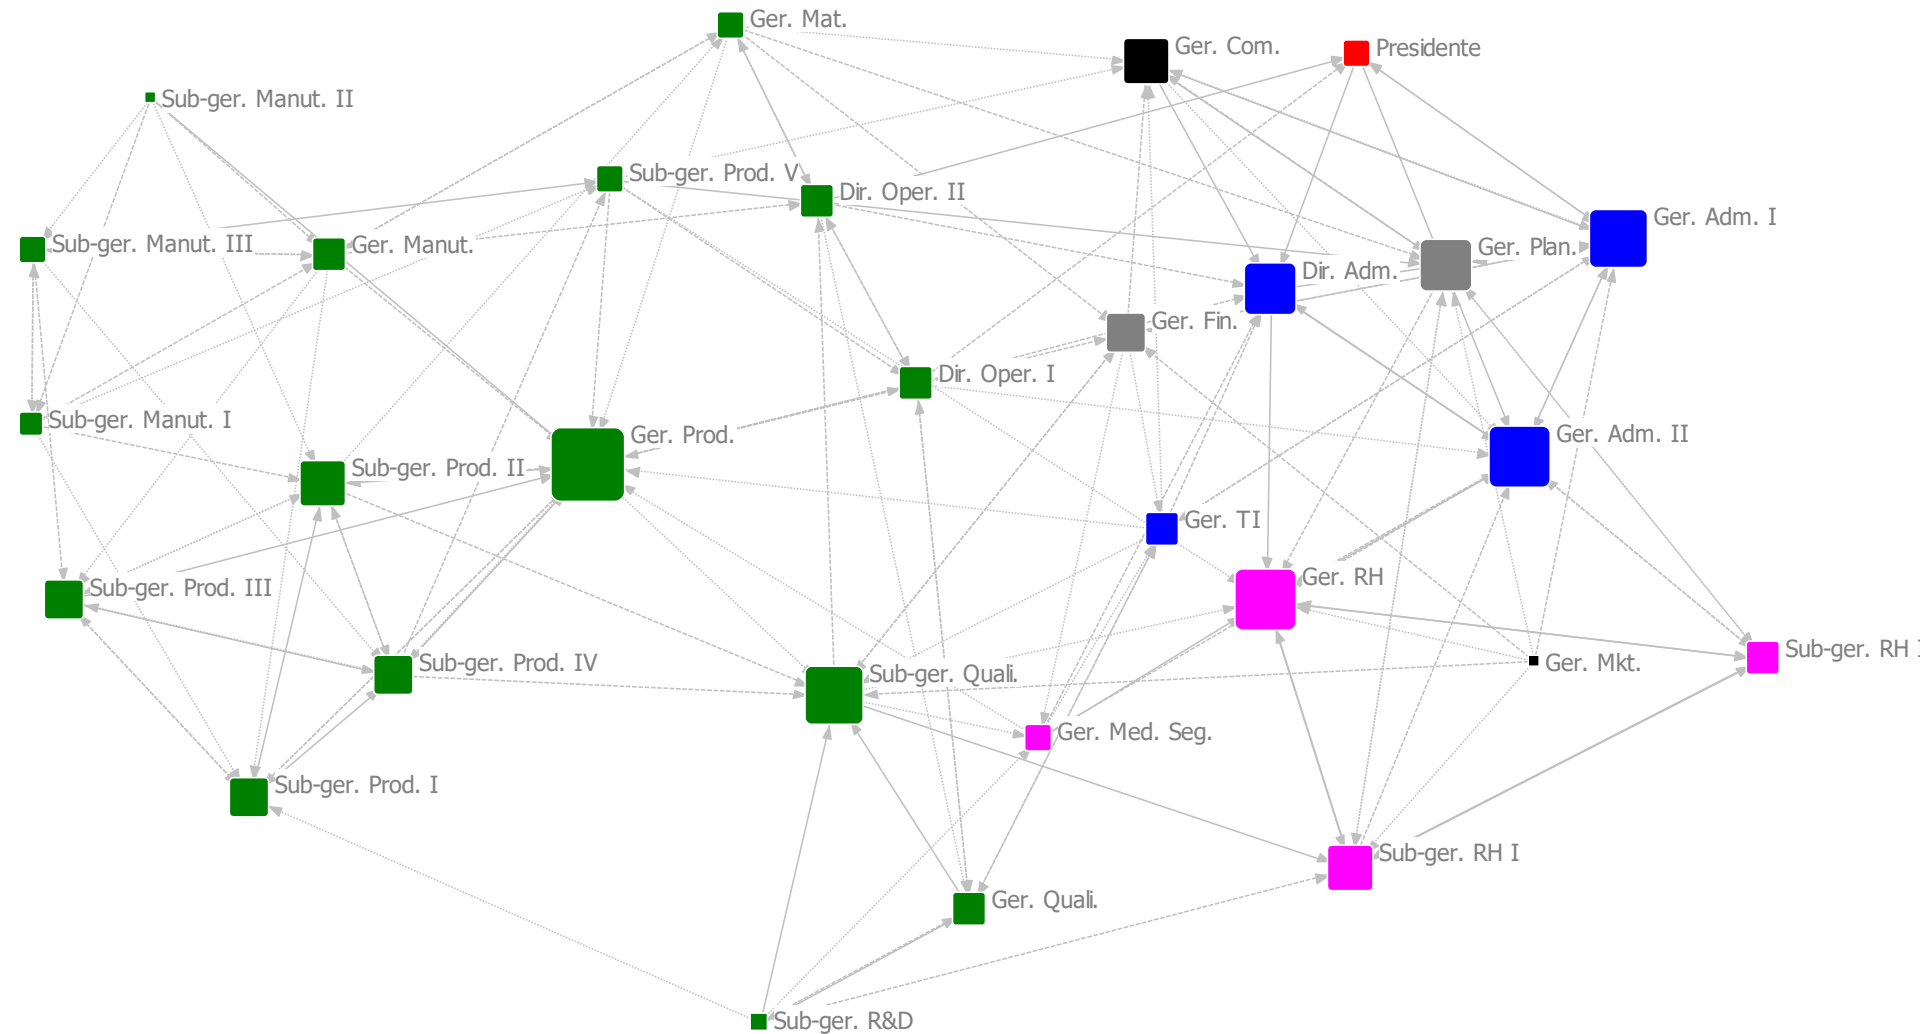 Ger. Mat.
Ger. Com.
Presidente
Sub-ger. Manut. II
Sub-ger. Prod. V
Dir. Oper. II
Ger. Adm. I
Sub-ger. Manut. III
Ger. Manut.
Ger. Plan.
Dir. Adm.
Ger. Fin.
Dir. Oper. I
Sub-ger. Manut. I
Ger. Prod.
Ger. Adm. II
Sub-ger. Prod. II
Ger. TI
Sub-ger. Prod. III
Ger. RH
Sub-ger. Prod. IV
Sub-ger. Quali.
Ger. Mkt.
Sub-ger. RH I
Ger. Med. Seg.
Sub-ger. Prod. I
Sub-ger. RH I
Ger. Quali.
Sub-ger. R&D